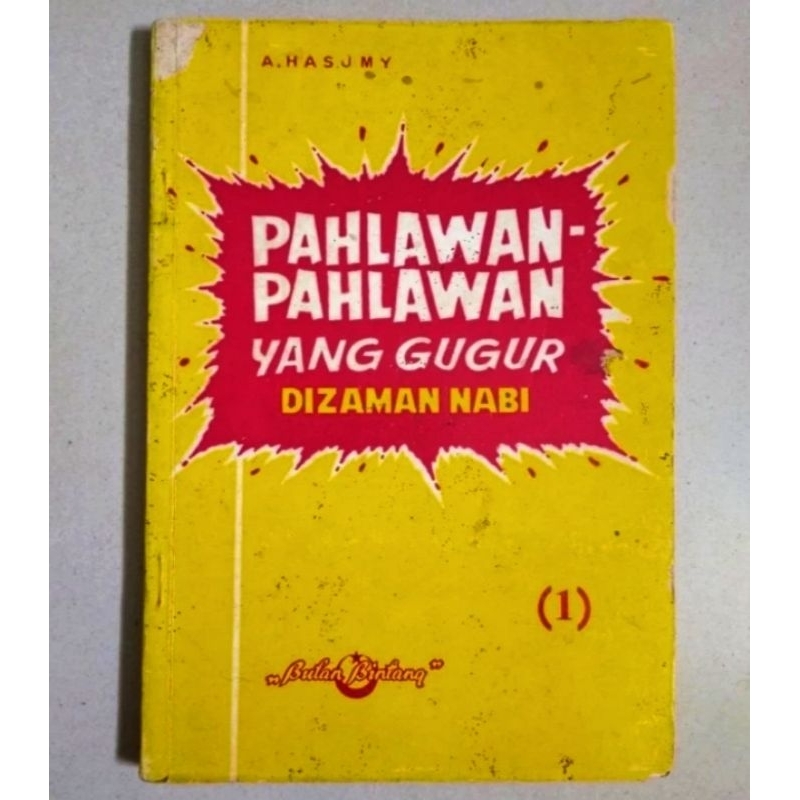 A. HASJMY
PAHLAWAN-
PAHLAWAN
YANG GUGUR
DIZAMAN NABI
(1)
„Bulan Bintang"